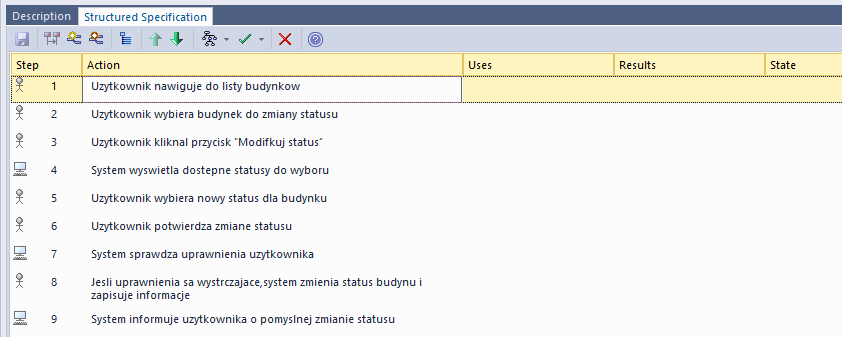 Description Structured Specification
Step Action Uses Results State
1 Uzytkownik nawiguje do listy budynkow
2 Uzytkownik wybiera budynek do zmiany statusu
3 Uzytkownik kliknal przycisk "Modifkuj status"
4 System wyswietla dostepne statusy do wyboru
5 Uzytkownik wybiera nowy status dla budynku
6 Uzytkownik potwierdza zmiane statusu
7 System sprawdza uprawnienia uzytkownika
8 Jesli uprawnienia sa wystrczajace,system zmienia status budynu i
zapisuje informacje
9 System informuje uzytkownika o pomyslnej zmianie statusu